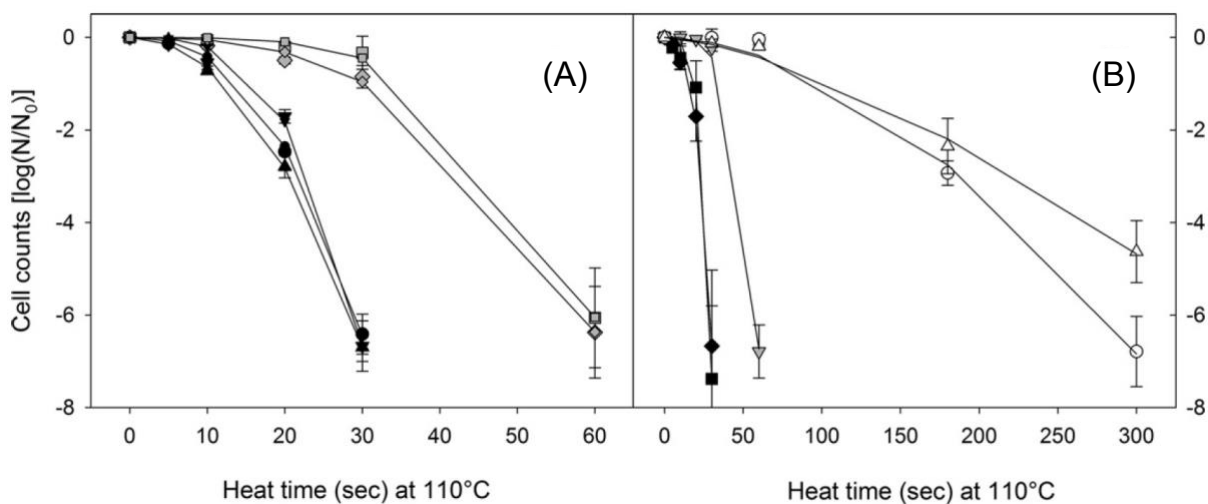 (A)
(B)
Cell counts [log(N/N₀)]
0
-2
-4
-6
-8
0
-2
-4
-6
-8
0 10 20 30 40 50 60
0 50 100 150 200 250 300
Heat time (sec) at 110°C
Heat time (sec) at 110°C